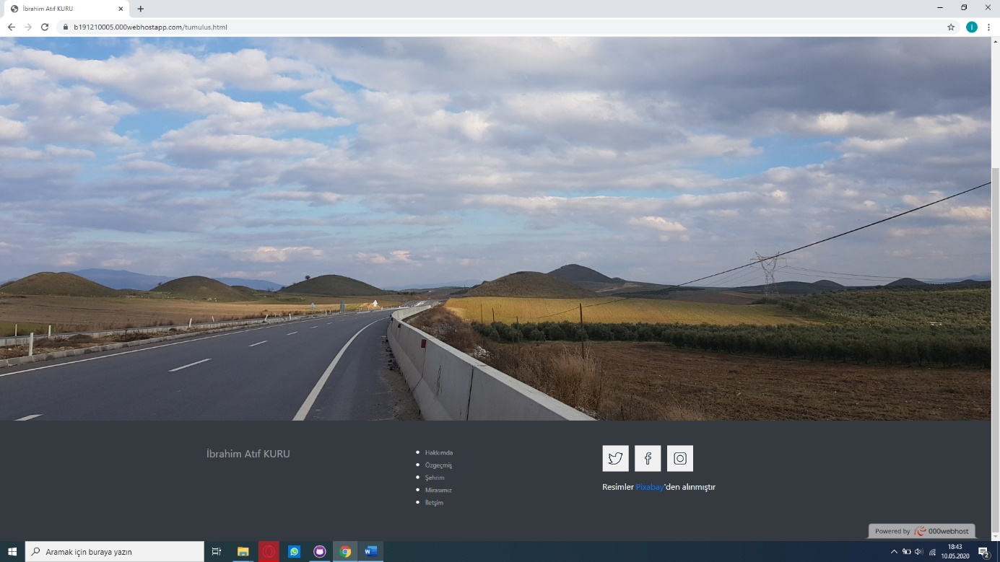 İbrahim Atıf KURU
b191210005.000webhostapp.com/tumulus.html
İbrahim Atıf KURU
Hakkımda
Özgeçmiş
Şehrim
Mirasımız
İletşim
Resimler Pixabay'den alınmıştır
Powered by 000webhost
Aramak için buraya yazın
18:43
10.05.2020
2